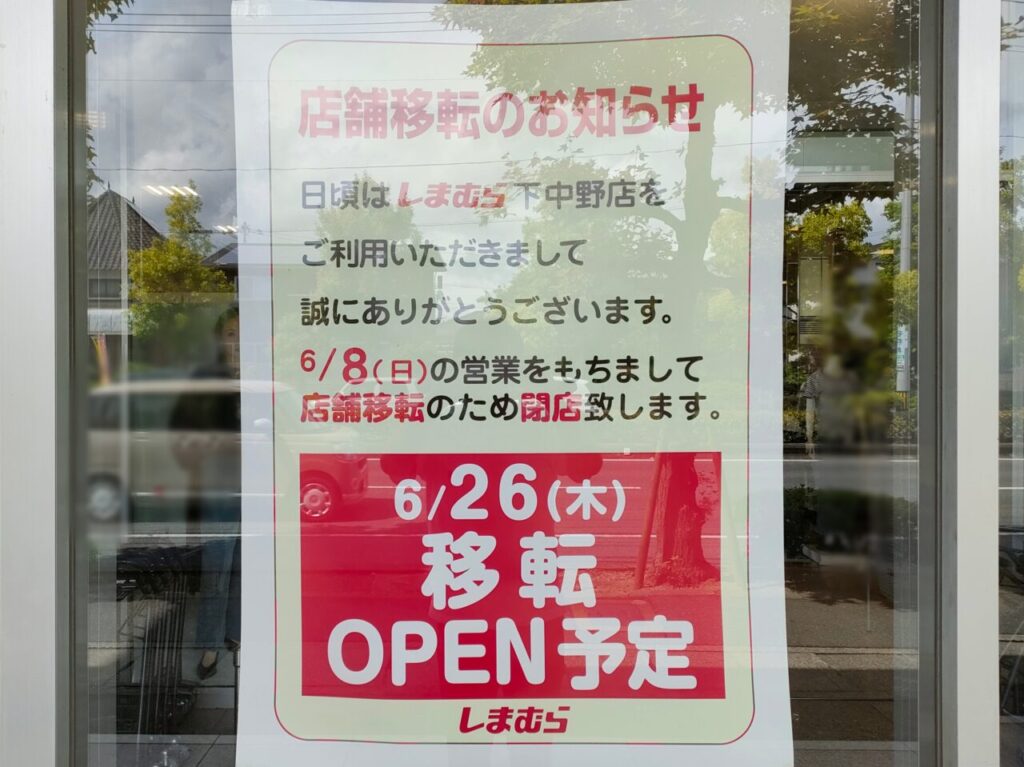 店舗移転のお知らせ
日頃は しまむら 下中野店を
ご利用いただきまして
誠にありがとうございます。
6/8(日)の営業をもちまして
店舗移転のため閉店致します。
6/26(木)
移転
OPEN予定
しまむら